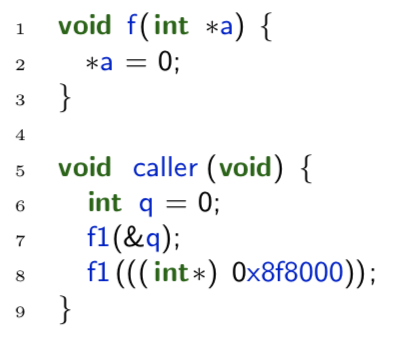 1 void f(int *a) {
2 *a = 0;
3 }
4
5 void caller (void) {
6 int q = 0;
7 f1(&q);
8 f1(((int*) 0x8f8000));
9 }